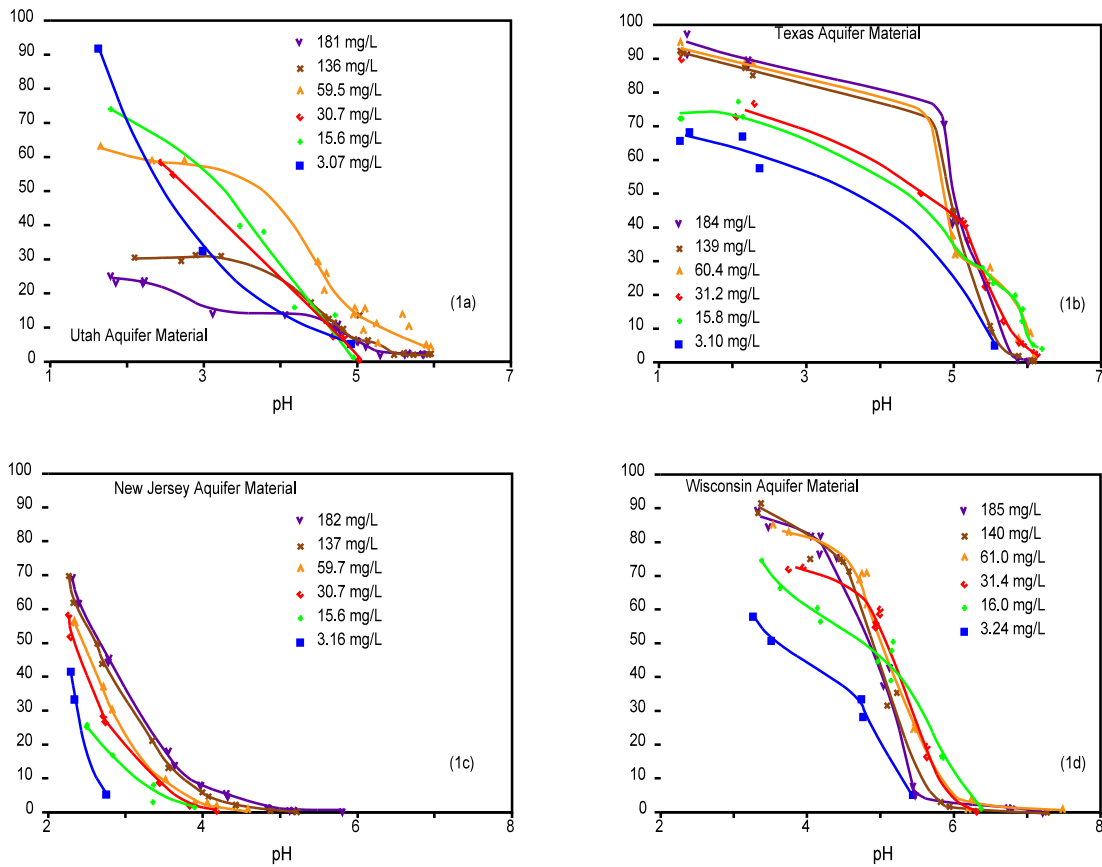 100
90
80
70
60
50
40
30
20
10
0
181 mg/L
136 mg/L
59.5 mg/L
30.7 mg/L
15.6 mg/L
3.07 mg/L
(1a)
Utah Aquifer Material
1 3 5 7
pH
100
90
80
70
60
50
40
30
20
10
0
Texas Aquifer Material
184 mg/L
139 mg/L
60.4 mg/L
31.2 mg/L
15.8 mg/L
3.10 mg/L
(1b)
1 3 5 7
pH
100
90
80
70
60
50
40
30
20
10
0
New Jersey Aquifer Material
182 mg/L
137 mg/L
59.7 mg/L
30.7 mg/L
15.6 mg/L
3.16 mg/L
(1c)
2 4 6 8
pH
100
90
80
70
60
50
40
30
20
10
0
Wisconsin Aquifer Material
185 mg/L
140 mg/L
61.0 mg/L
31.4 mg/L
16.0 mg/L
3.24 mg/L
(1d)
2 4 6 8
pH